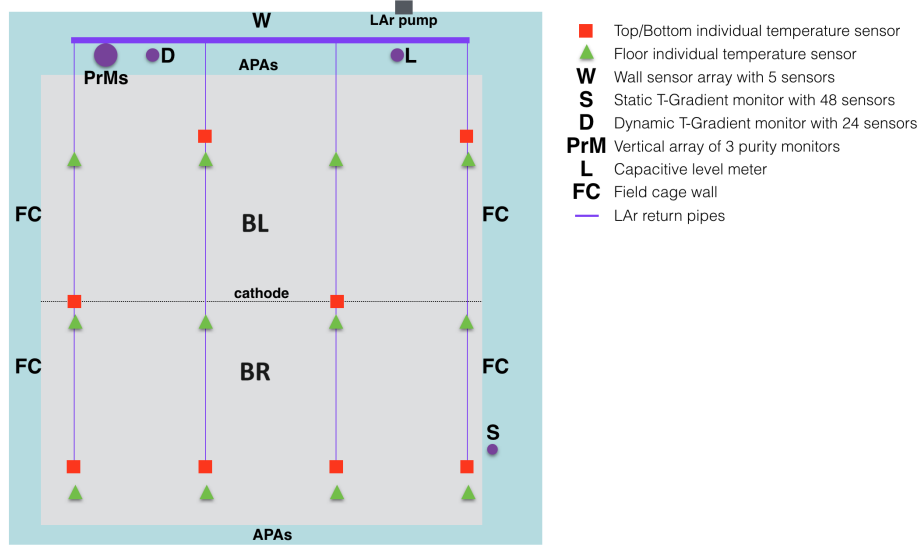 W
LAr pump
D
L
PrMs
APAs
FC
BL
FC
cathode
FC
BR
FC
S
APAs
Top/Bottom individual temperature sensor
Floor individual temperature sensor
W Wall sensor array with 5 sensors
S Static T-Gradient monitor with 48 sensors
D Dynamic T-Gradient monitor with 24 sensors
PrM Vertical array of 3 purity monitors
L Capacitive level meter
FC Field cage wall
LAr return pipes